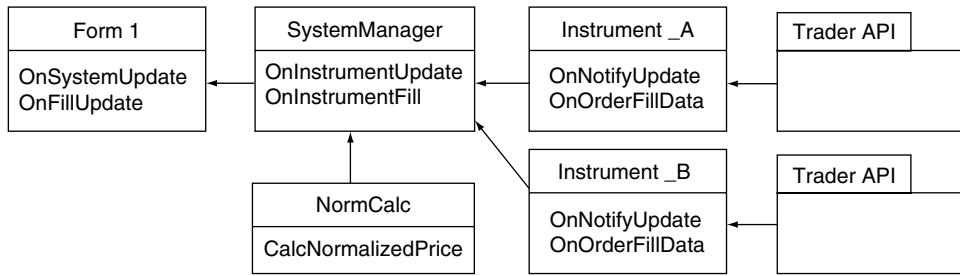 Form 1
OnSystemUpdate
OnFillUpdate
SystemManager
OnInstrumentUpdate
OnInstrumentFill
Instrument _A
OnNotifyUpdate
OnOrderFillData
Trader API
NormCalc
CalcNormalizedPrice
Instrument _B
OnNotifyUpdate
OnOrderFillData
Trader API